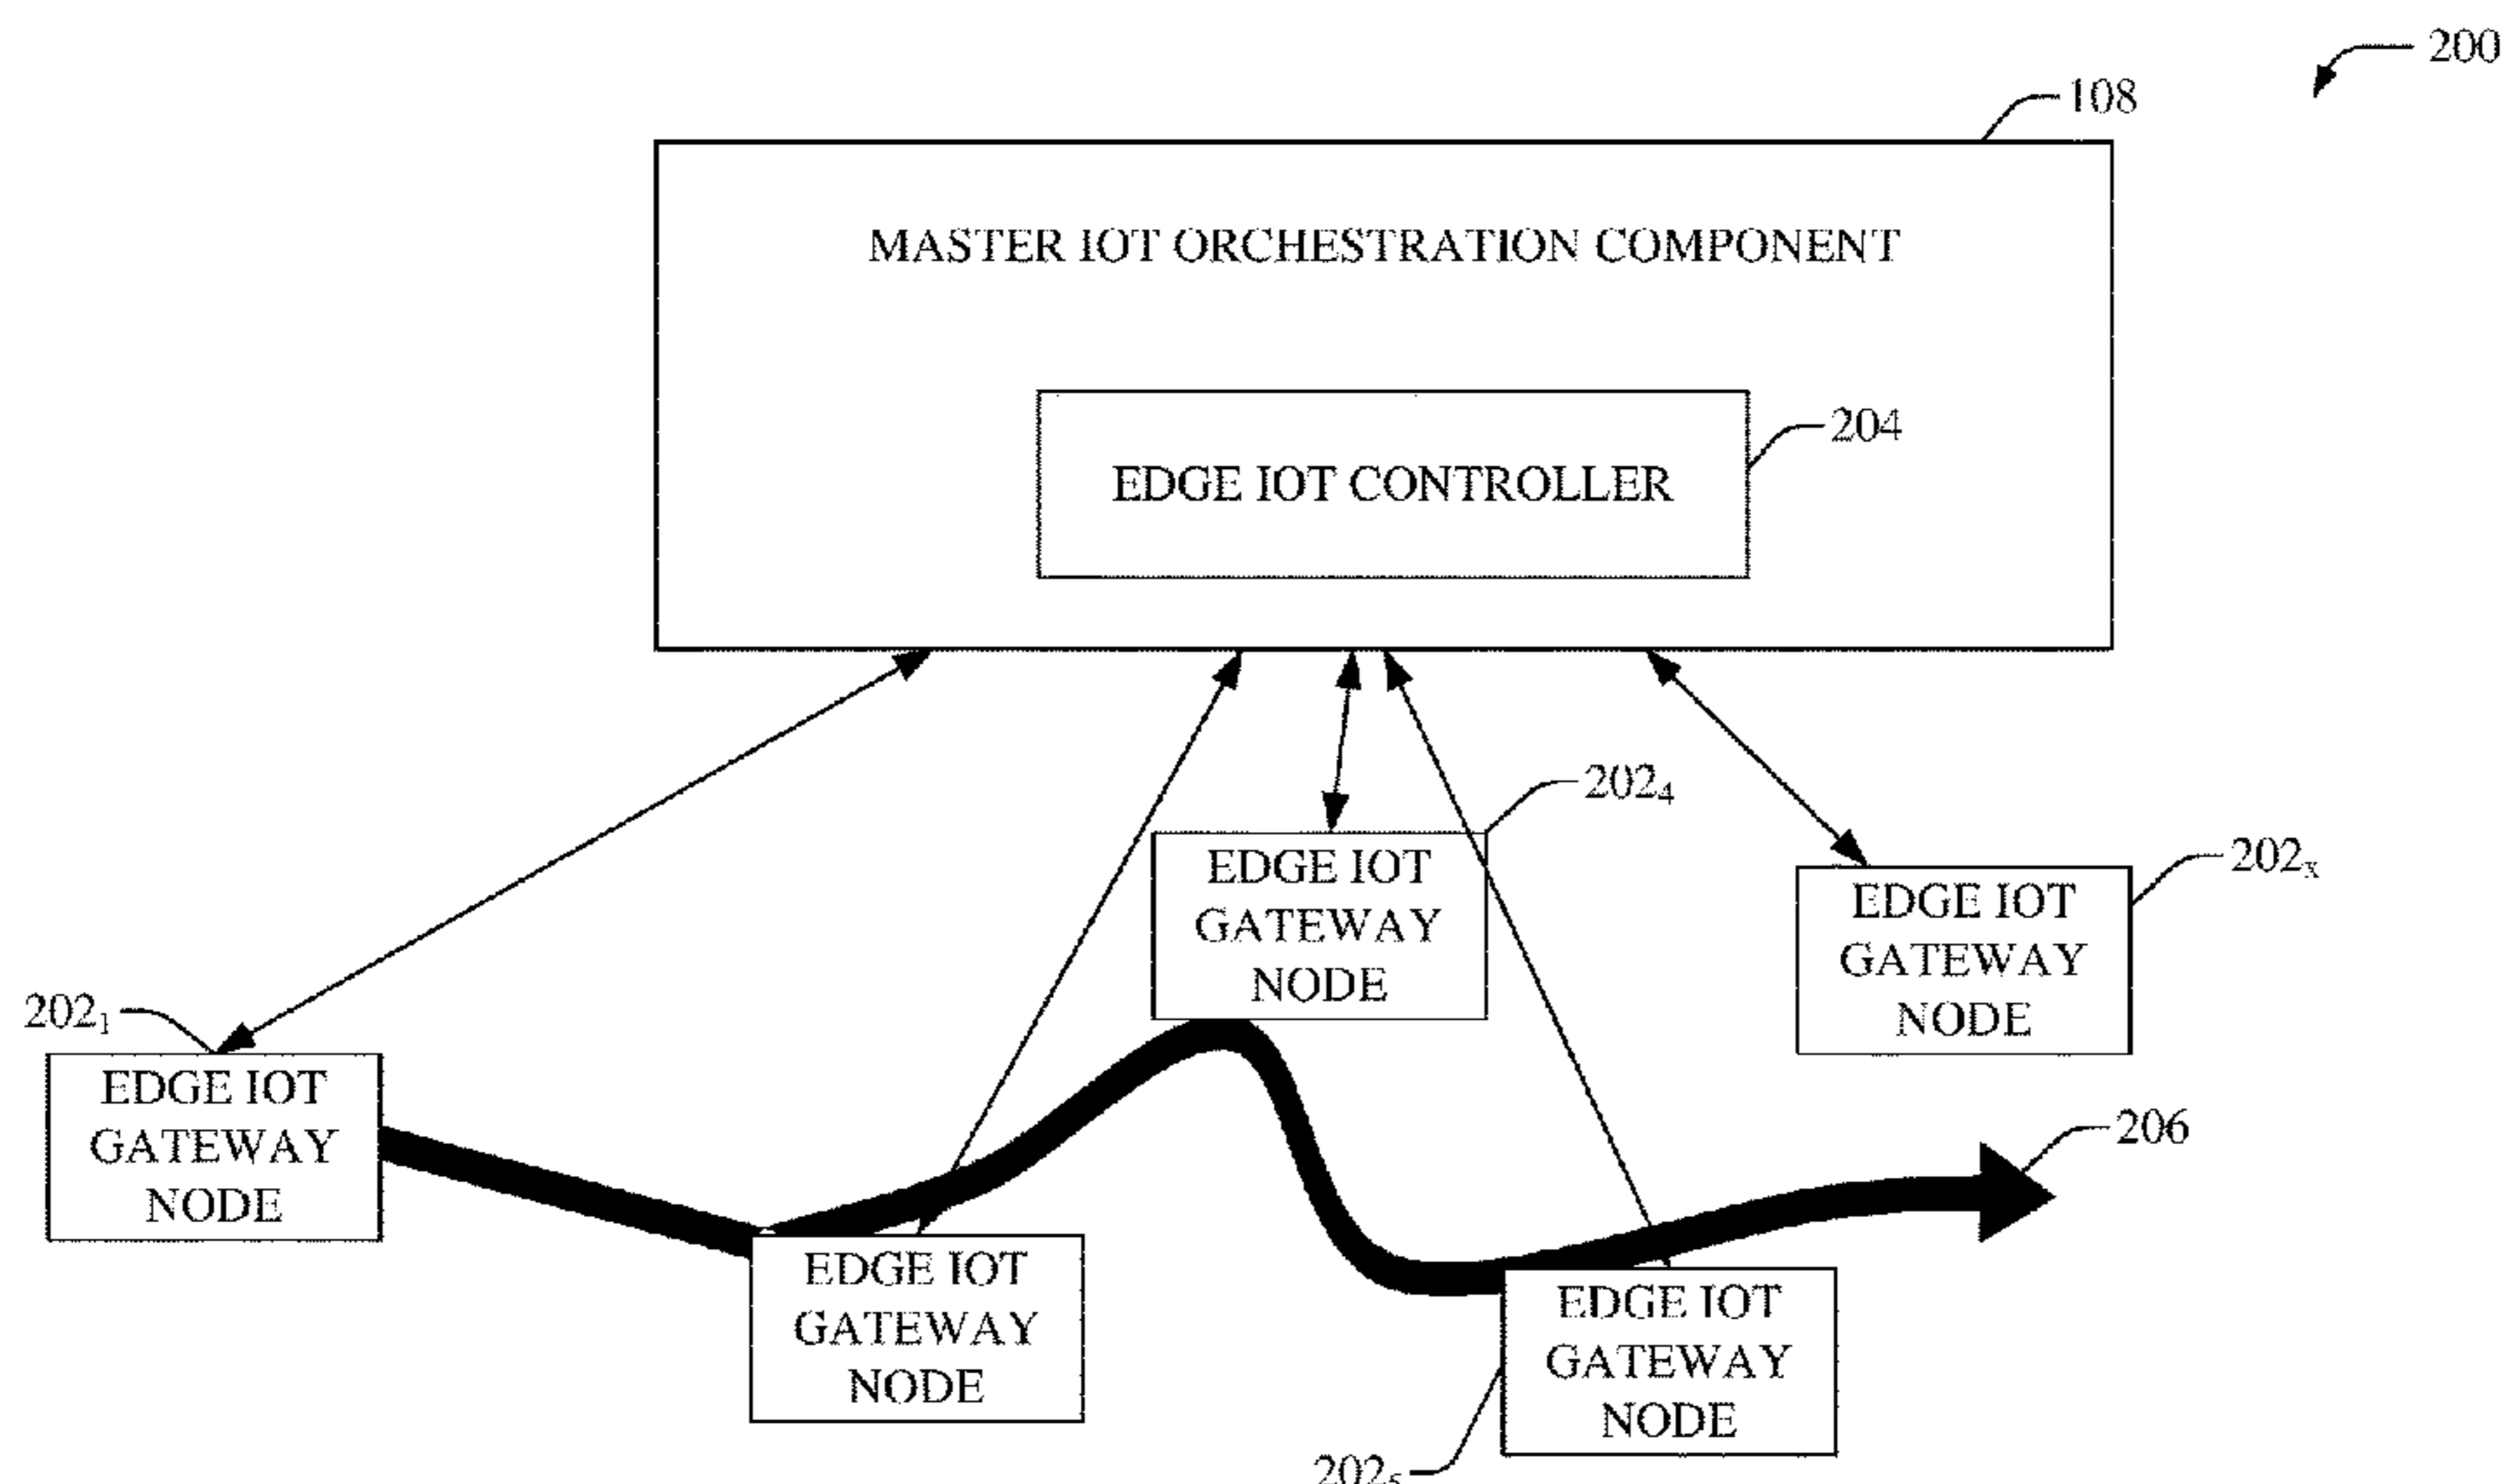 200
108
MASTER IOT ORCHESTRATION COMPONENT
204
EDGE IOT CONTROLLER
202₄
EDGE IOT
GATEWAY
NODE
202ₓ
EDGE IOT
GATEWAY
NODE
202₁
EDGE IOT
GATEWAY
NODE
206
EDGE IOT
GATEWAY
NODE
EDGE IOT
GATEWAY
NODE
202₅